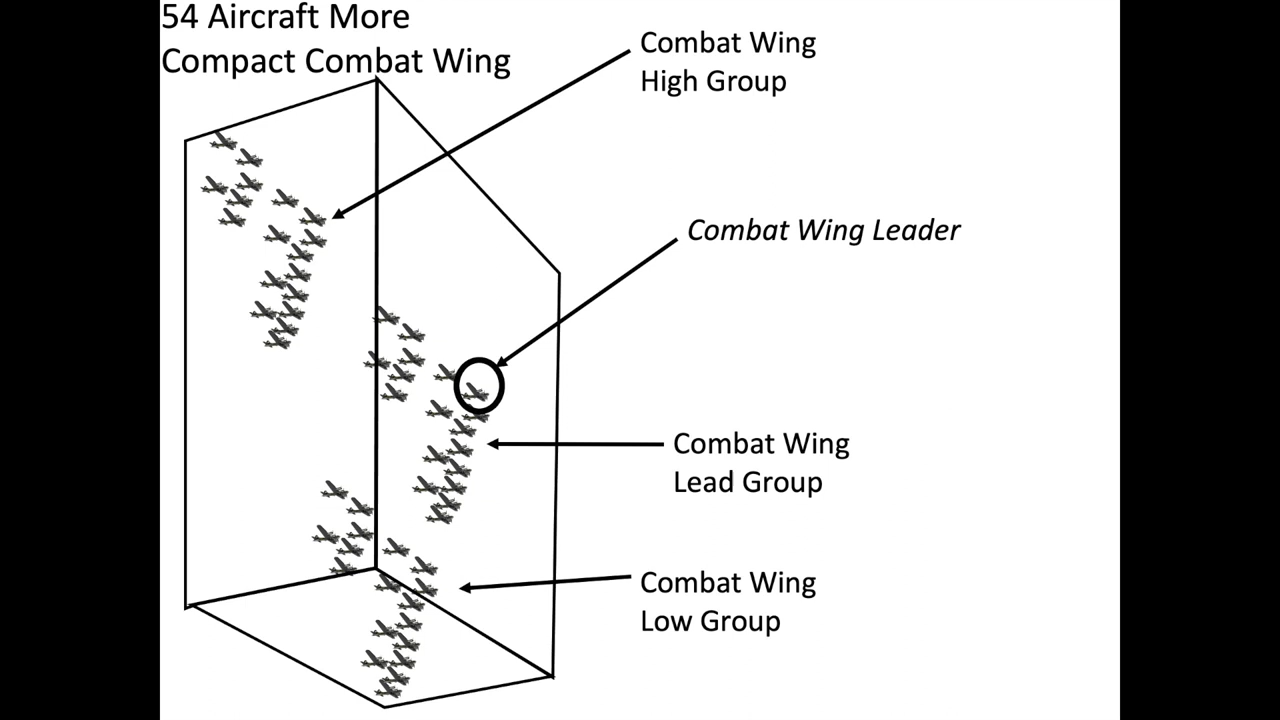 54 Aircraft More
Compact Combat Wing
Combat Wing
High Group
Combat Wing Leader
Combat Wing
Lead Group
Combat Wing
Low Group